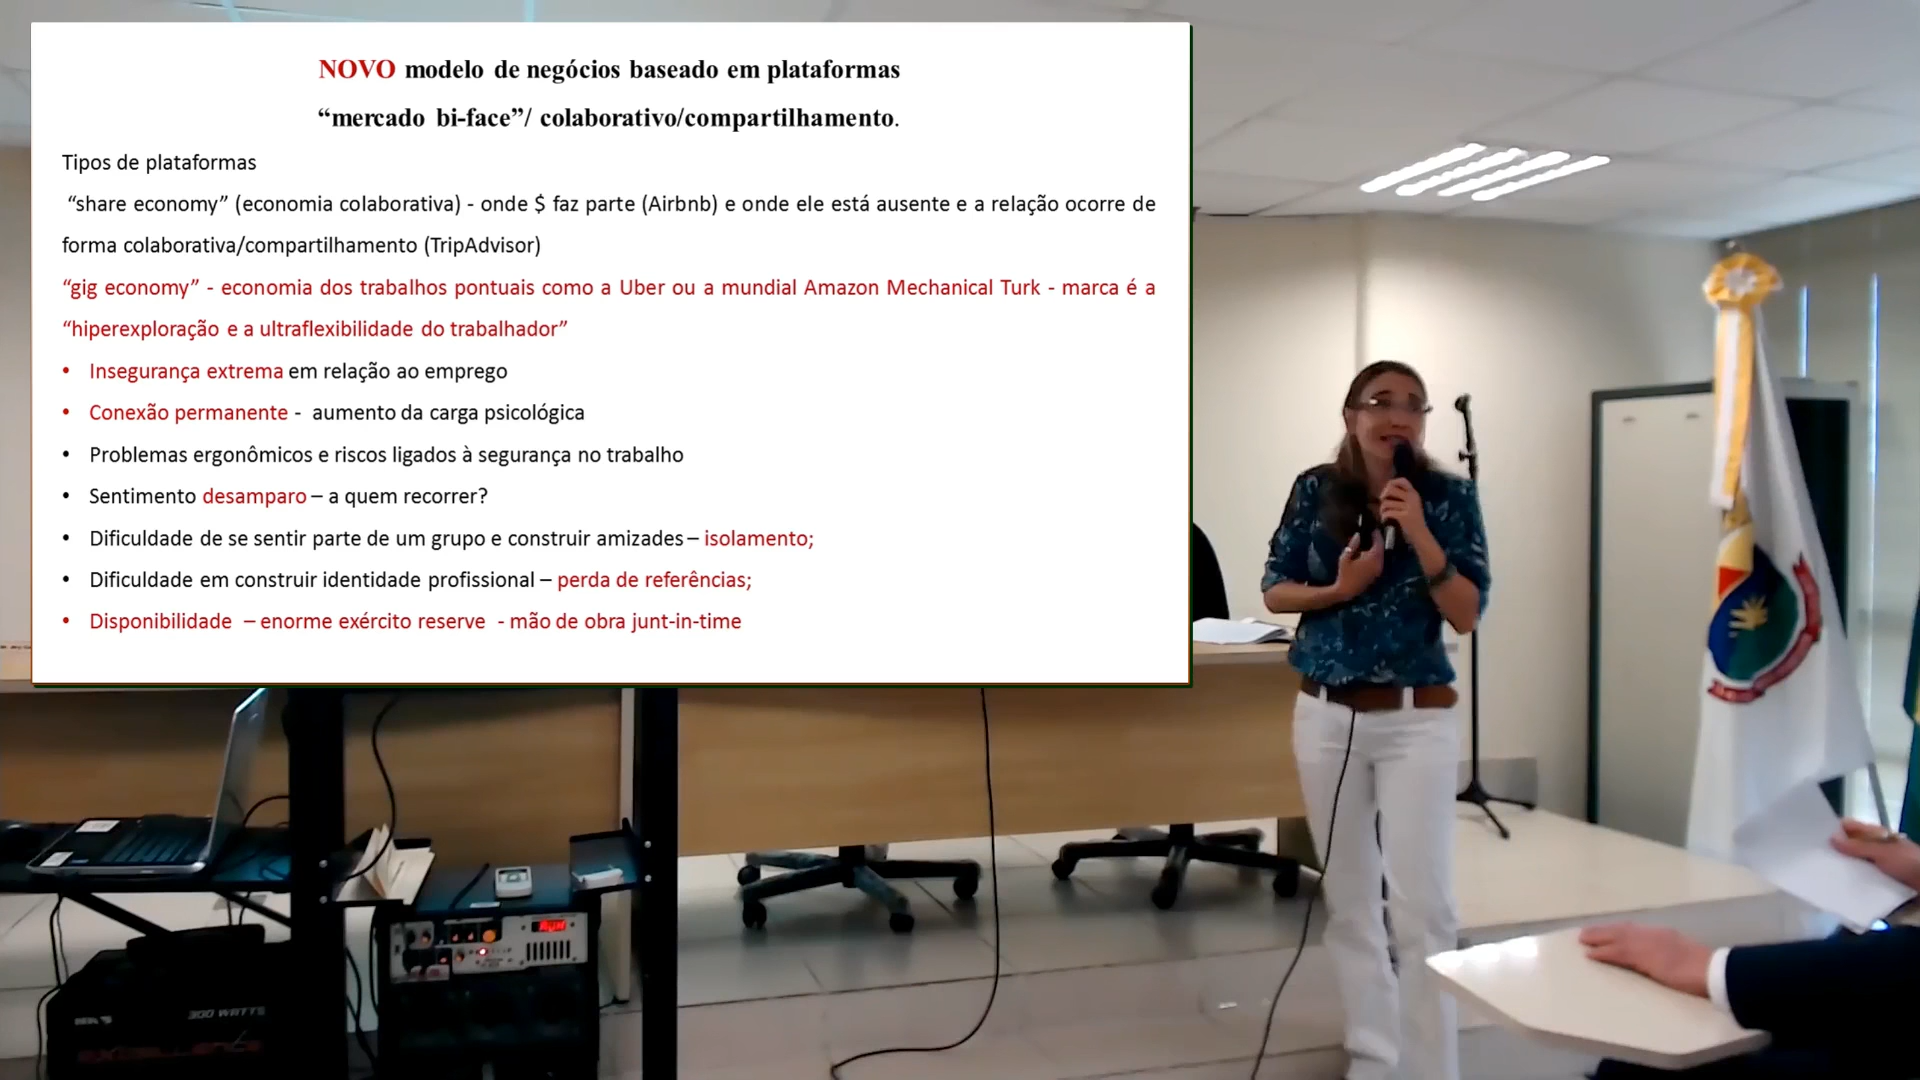 NOVO modelo de negócios baseado em plataformas
“mercado bi-face”/ colaborativo/compartilhamento.
Tipos de plataformas
“share economy” (economia colaborativa) - onde $ faz parte (Airbnb) e onde ele está ausente e a relação ocorre de
forma colaborativa/compartilhamento (TripAdvisor)
“gig economy” - economia dos trabalhos pontuais como a Uber ou a mundial Amazon Mechanical Turk - marca é a
“hiperexploração e a ultraflexibilidade do trabalhador”
• Insegurança extrema em relação ao emprego
• Conexão permanente - aumento da carga psicológica
• Problemas ergonômicos e riscos ligados à segurança no trabalho
• Sentimento desamparo – a quem recorrer?
• Dificuldade de se sentir parte de um grupo e construir amizades – isolamento;
• Dificuldade em construir identidade profissional – perda de referências;
• Disponibilidade – enorme exército reserve - mão de obra junt-in-time
300 WATTS